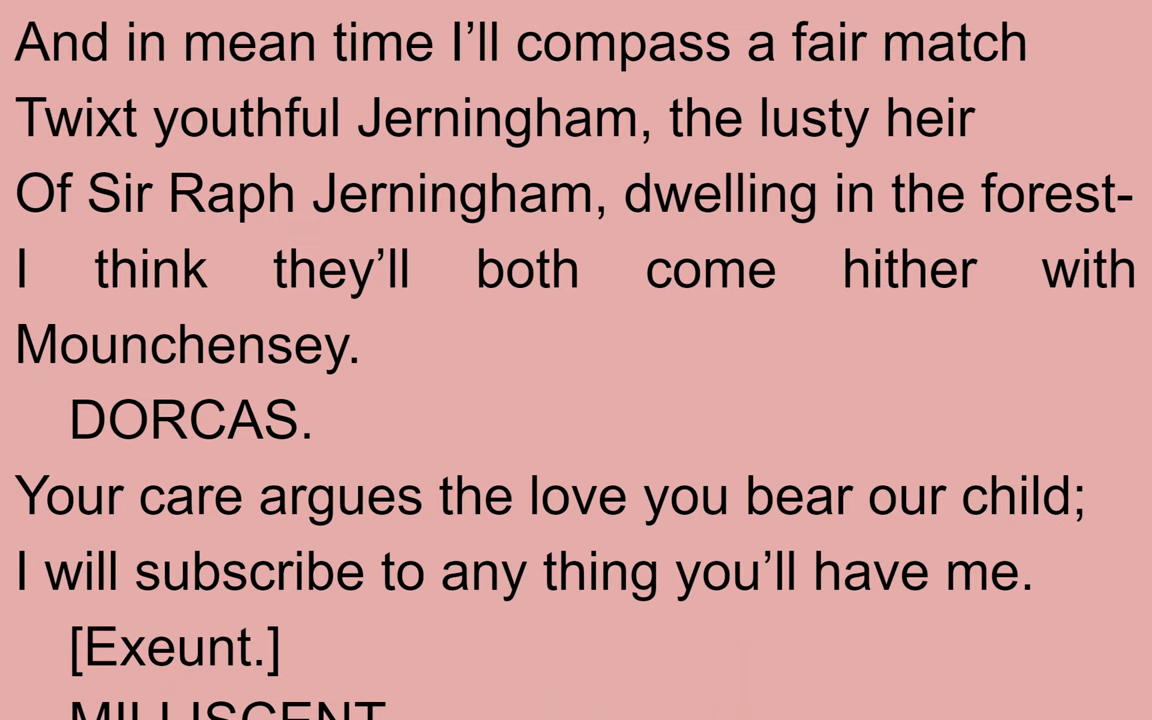 And in mean time I’ll compass a fair match
Twixt youthful Jerningham, the lusty heir
Of Sir Raph Jerningham, dwelling in the forest-
I think they’ll both come hither with
Mounchensey.
DORCAS.
Your care argues the love you bear our child;
I will subscribe to any thing you’ll have me.
[Exeunt.]
MILLISCENT